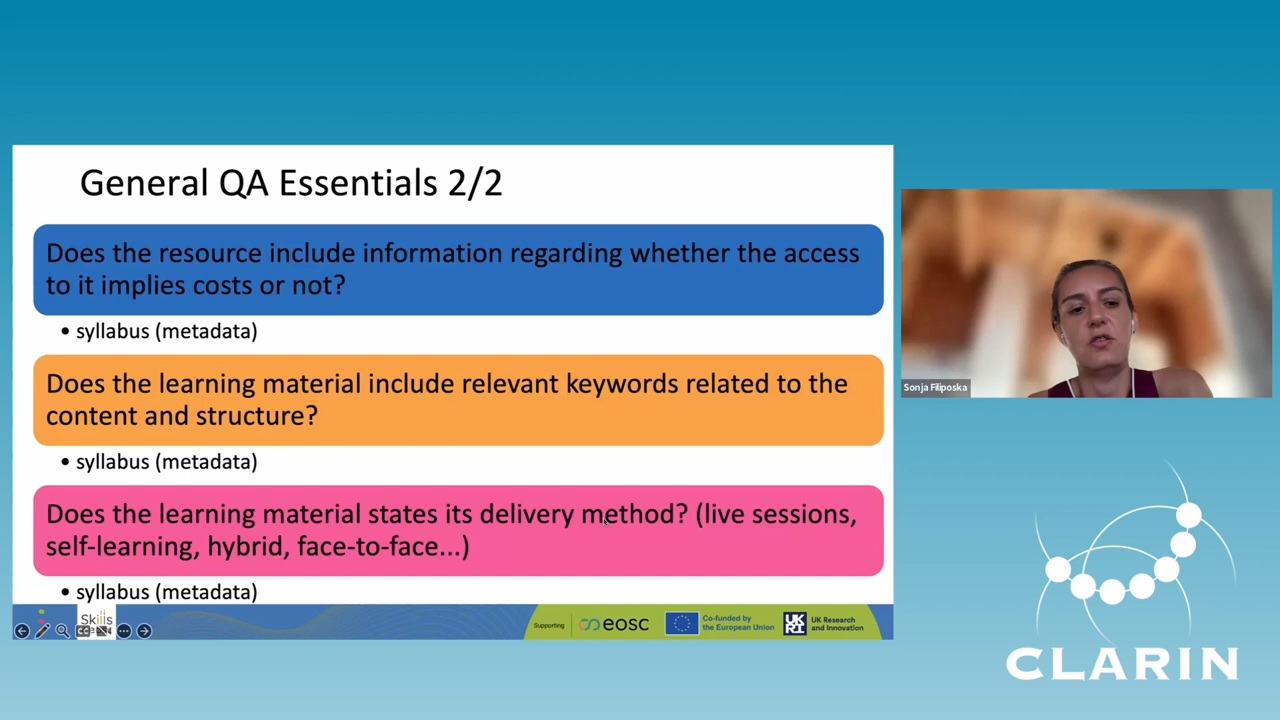 General QA Essentials 2/2
Does the resource include information regarding whether the access
to it implies costs or not?
• syllabus (metadata)
Does the learning material include relevant keywords related to the
content and structure?
• syllabus (metadata)
Does the learning material states its delivery method? (live sessions,
self-learning, hybrid, face-to-face...)
• syllabus (metadata)
Skills
Supporting
eosc
Co-funded by
the European Union
UK
RI
UK Research
and Innovation
Sonja Filiposka
CLARIN